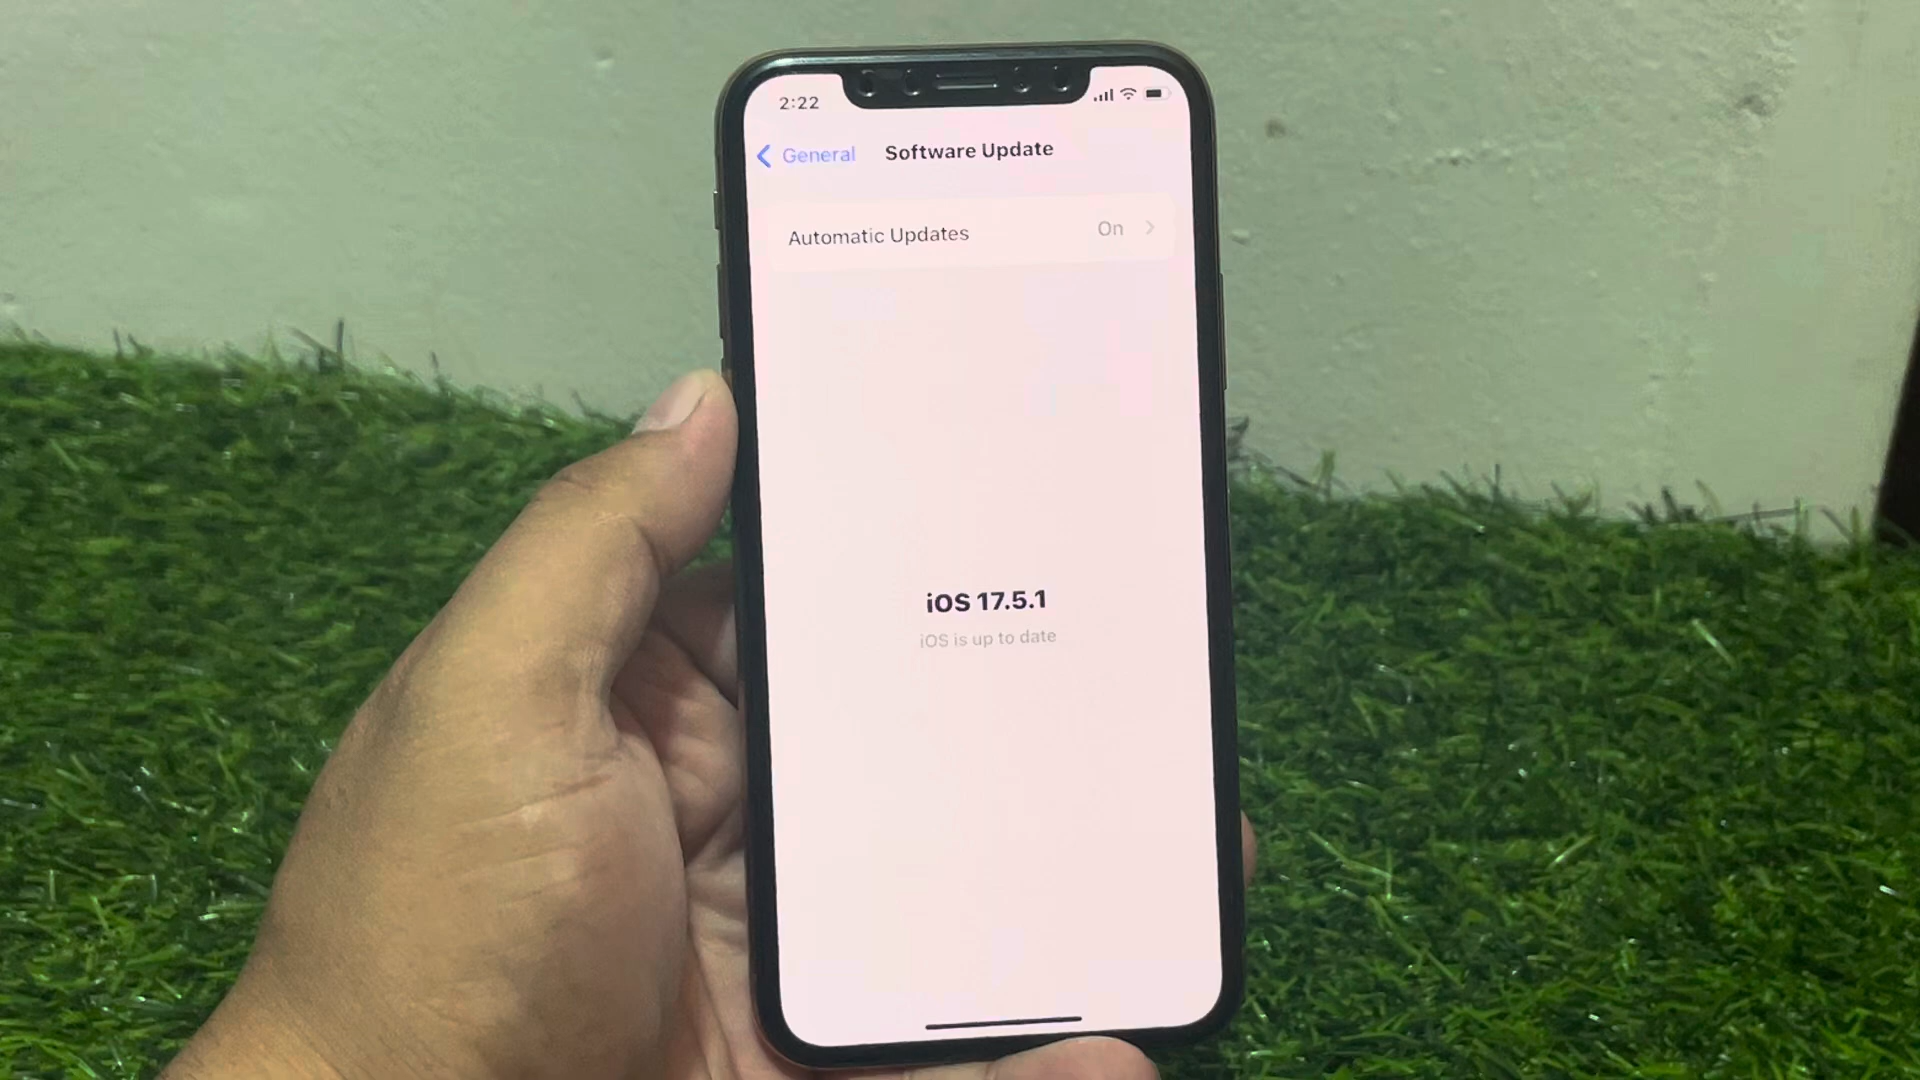 2:22
General
Software Update
Automatic Updates On
iOS 17.5.1
iOS is up to date